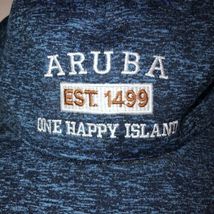 ARUBA
EST. 1499
ONE HAPPY ISLAND